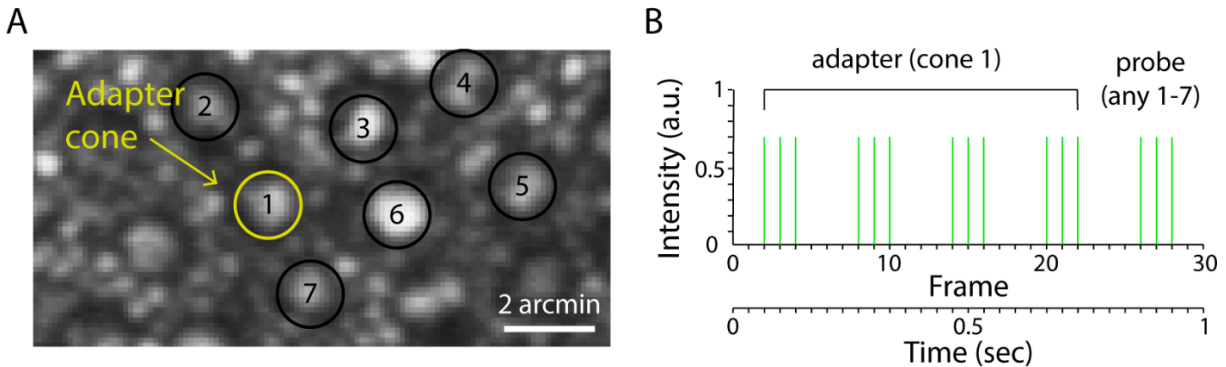 A
Adapter
cone
1
2
3
4
5
6
7
2 arcmin
B
adapter (cone 1)
probe
(any 1-7)
Intensity (a.u.)
1
0.5
0
0
10
20
30
Frame
0
0.5
1
Time (sec)